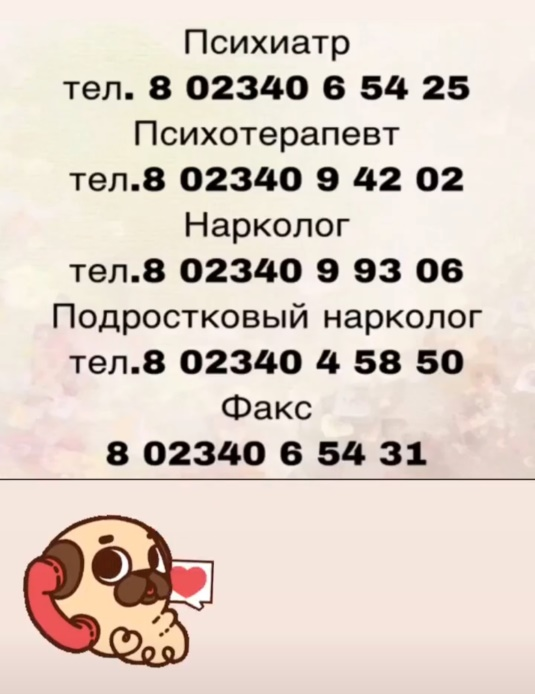 Психиатр
тел. 8 02340 6 54 25
Психотерапевт
тел.8 02340 9 42 02
Нарколог
тел.8 02340 9 93 06
Подростковый нарколог
тел.8 02340 4 58 50
Факс
8 02340 6 54 31